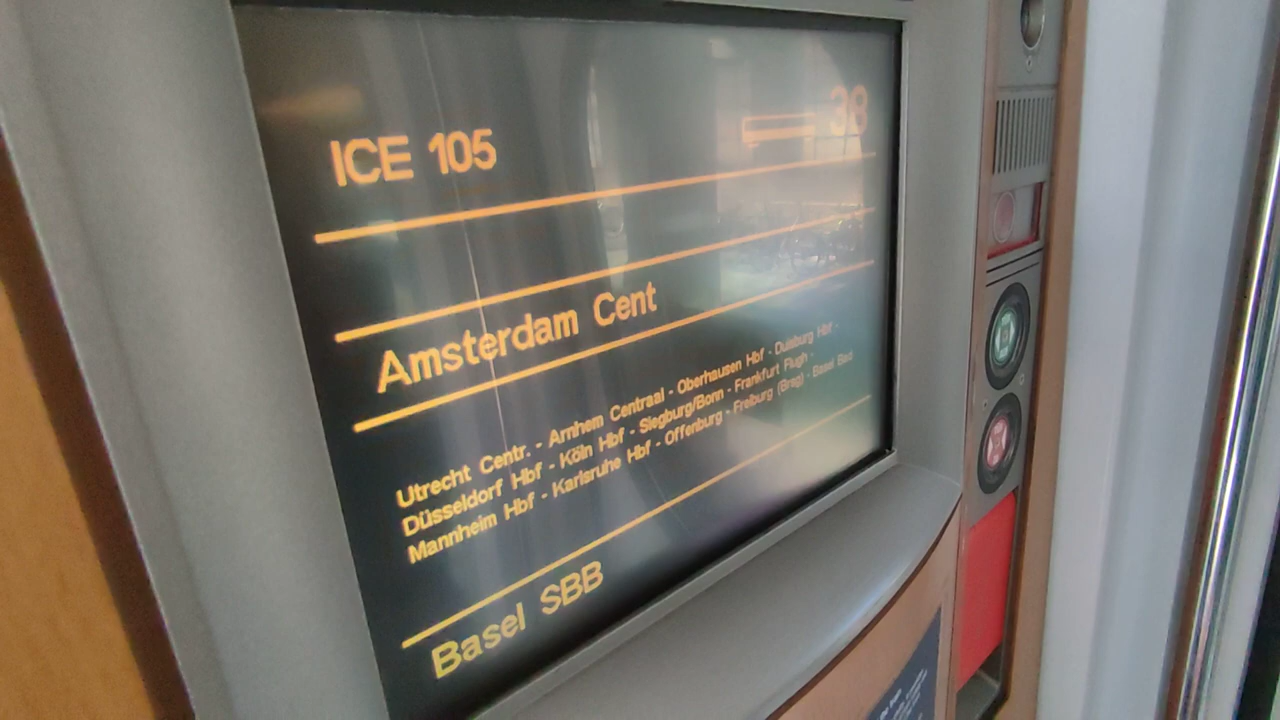 ICE 105
38
Amsterdam Cent
Utrecht Centr. - Arnhem Centraal - Oberhausen Hbf - Duisburg Hbf -
Düsseldorf Hbf - Köln Hbf - Siegburg/Bonn - Frankfurt Flugh -
Mannheim Hbf - Karlsruhe Hbf - Offenburg - Freiburg (Brsg) - Basel Bad
Basel SBB